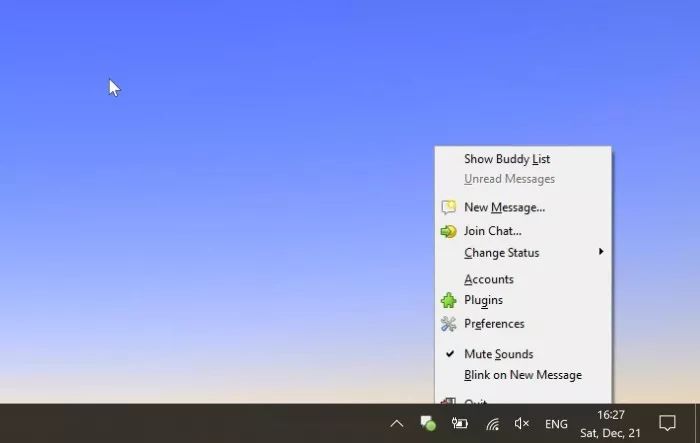 Show Buddy List
Unread Messages
New Message...
Join Chat...
Change Status
Accounts
Plugins
Preferences
Mute Sounds
Blink on New Message
Quit
ENG
16:27
Sat, Dec, 21